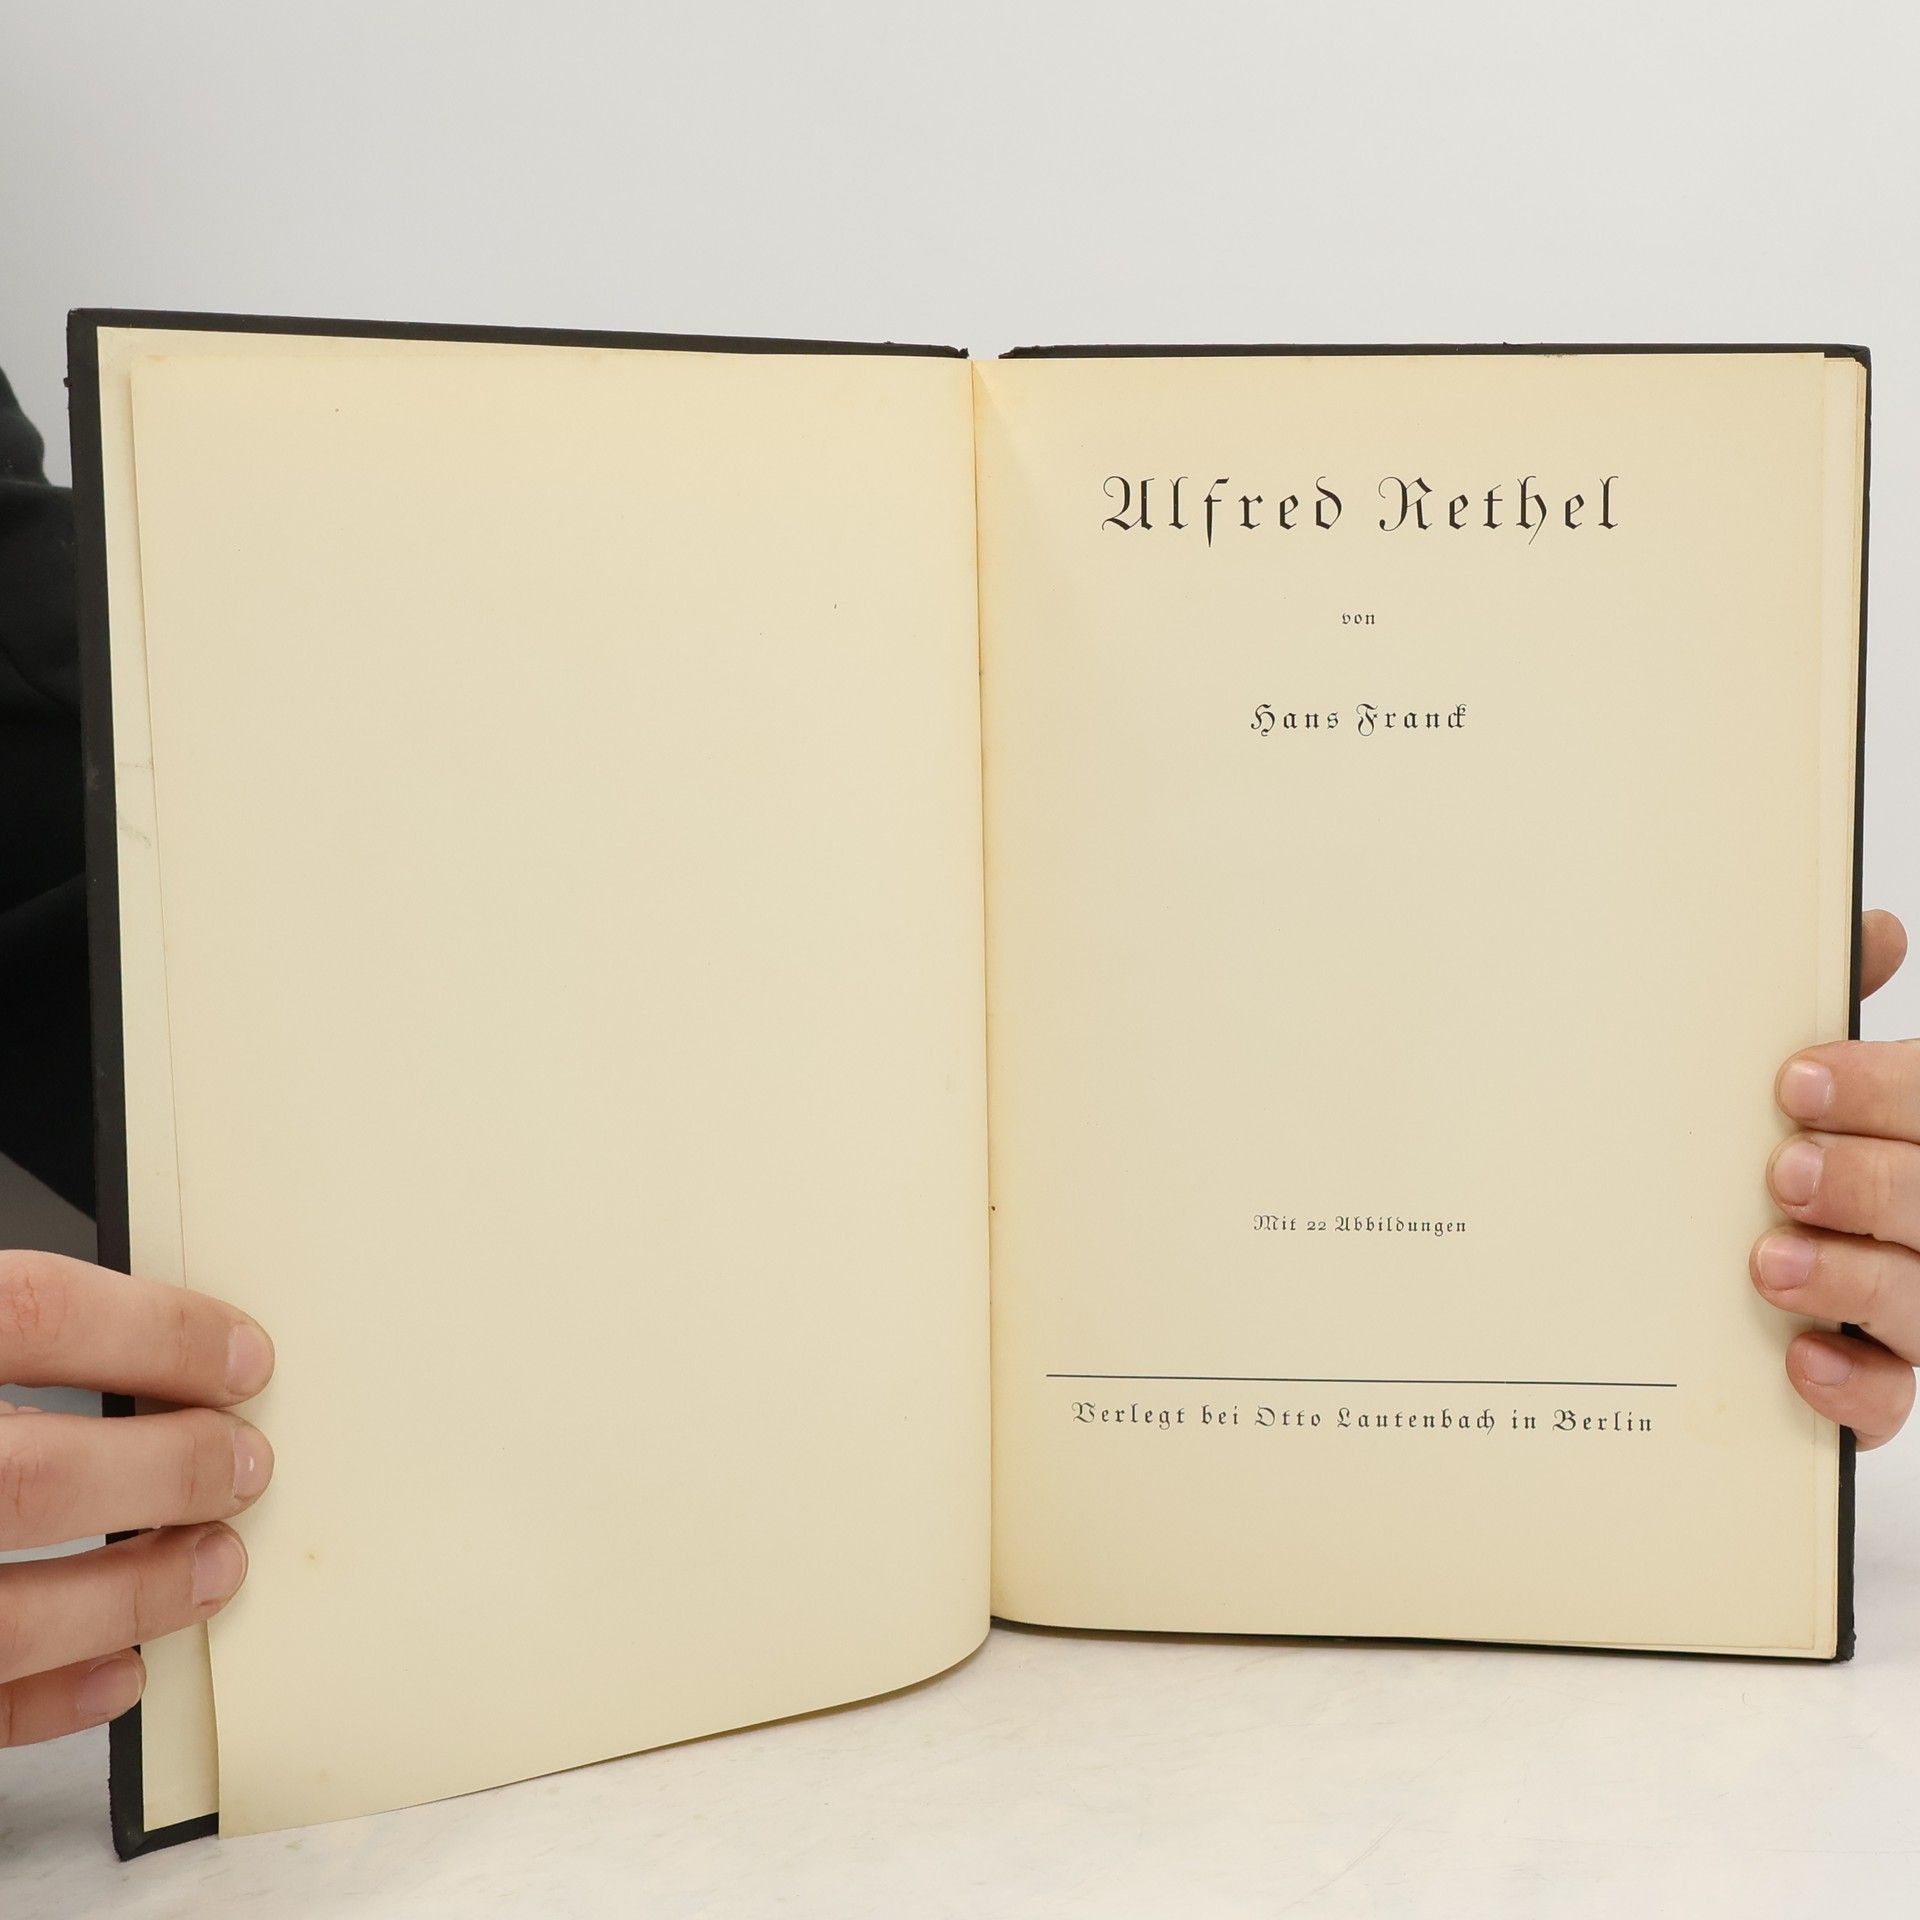 Alfred Rethel
von
Hans Franck
Mit 22 Abbildungen
Verlegt bei Otto Lautenbach in Berlin